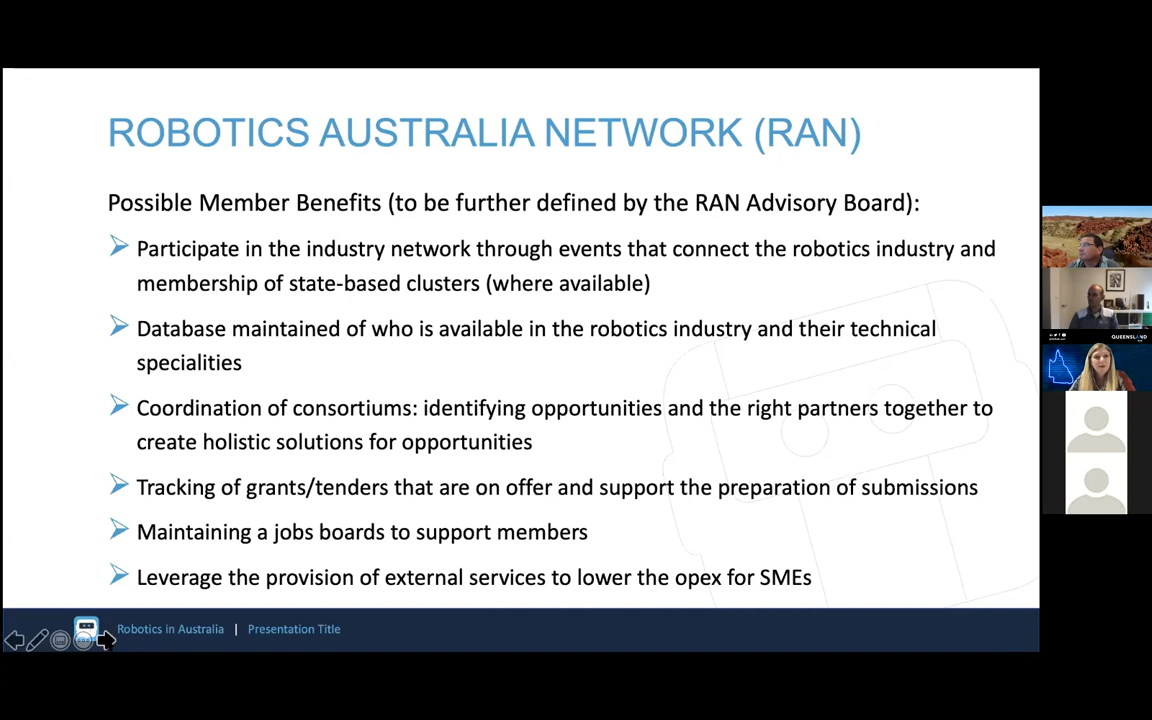 ROBOTICS AUSTRALIA NETWORK (RAN)
Possible Member Benefits (to be further defined by the RAN Advisory Board):
Participate in the industry network through events that connect the robotics industry and
membership of state-based clusters (where available)
Database maintained of who is available in the robotics industry and their technical
specialities
Coordination of consortiums: identifying opportunities and the right partners together to
create holistic solutions for opportunities
Tracking of grants/tenders that are on offer and support the preparation of submissions
Maintaining a jobs boards to support members
Leverage the provision of external services to lower the opex for SMEs
Robotics in Australia | Presentation Title
QUEENSLAND